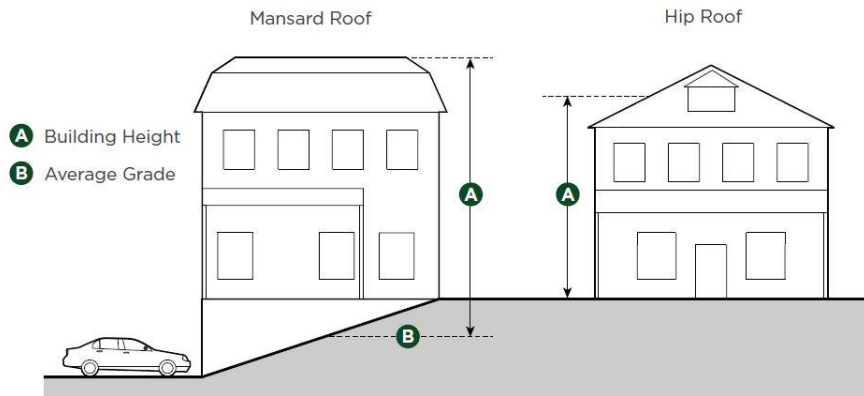 Mansard Roof
Hip Roof
A Building Height
B Average Grade
A
A
B